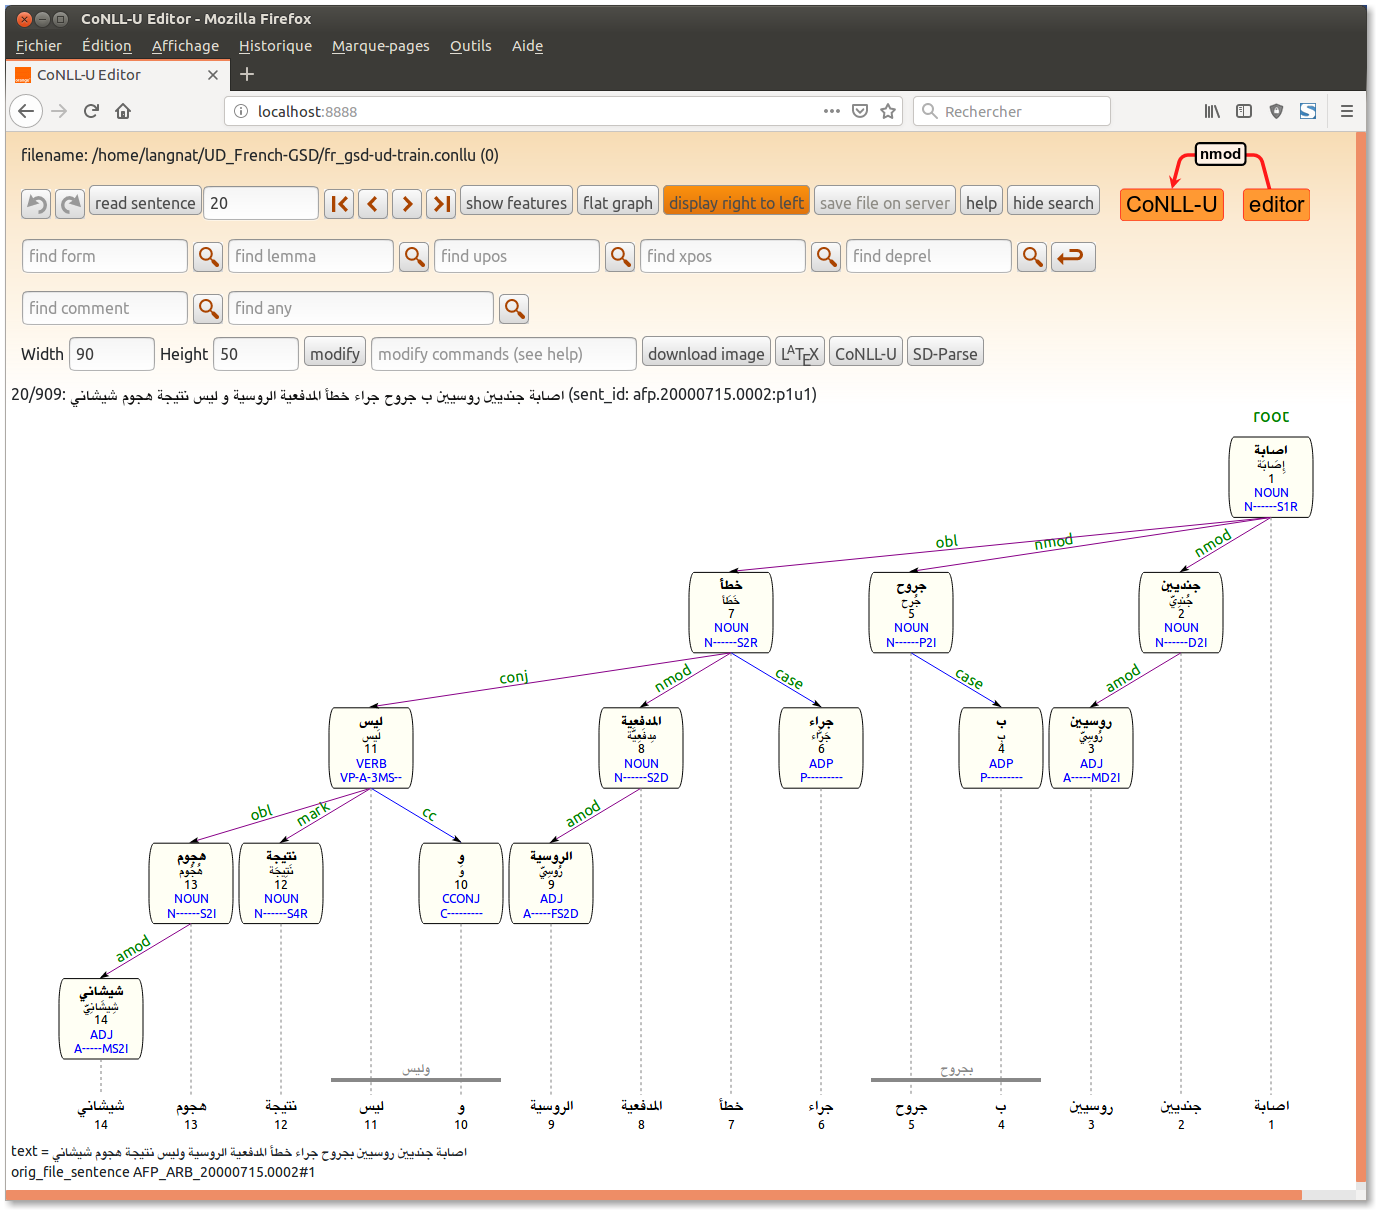 CoNLL-U Editor - Mozilla Firefox
Fichier Édition Affichage Historique Marque-pages Outils Aide
CoNLL-U Editor
localhost:8888 Rechercher
filename: /home/langnat/UD_French-GSD/fr_gsd-ud-train.conllu (0)
nmod
CoNLL-U editor
read sentence 20 show features flat graph display right to left save file on server help hide search
find form find lemma find upos find xpos find deprel
find comment find any
Width 90 Height 50 modify modify commands (see help) download image LATEX CoNLL-U SD-Parse
20/909: اصابة جنديين روسيين ب جروح جراء خطأ المدفعية الروسية و ليس نتيجة هجوم شيشاني (sent_id: afp.20000715.0002:p1u1)
root
اصابة
إِصَابَة
1
NOUN
N------S1R
obl nmod nmod
خطأ جروح جنديين
خَطَأ جُرح جُندِيّ
7 5 2
NOUN NOUN NOUN
N------S2R N------P2I N------D2I
conj nmod case case amod
ليس المدفعية جراء ب روسيين
لَيس مِدفَعِيَّة جَرَّاء بِ رُوسِيّ
11 8 6 4 3
VERB NOUN ADP ADP ADJ
VP-A-3MS-- N------S2D P--------- P--------- A-----MD2I
obl mark cc amod
هجوم نتيجة و الروسية
هُجُوم نَتِيجَة وَ رُوسِيّ
13 12 10 9
NOUN NOUN CCONJ ADJ
N------S2I N------S4R C--------- A-----FS2D
amod
شيشاني
شِيشَانِيّ
14
ADJ
A-----MS2I
وليس بجروح
شيشاني هجوم نتيجة ليس و الروسية المدفعية خطأ جراء جروح ب روسيين جنديين اصابة
14 13 12 11 10 9 8 7 6 5 4 3 2 1
text = اصابة جنديين روسيين بجروح جراء خطأ المدفعية الروسية وليس نتيجة هجوم شيشاني
orig_file_sentence AFP_ARB_20000715.0002#1